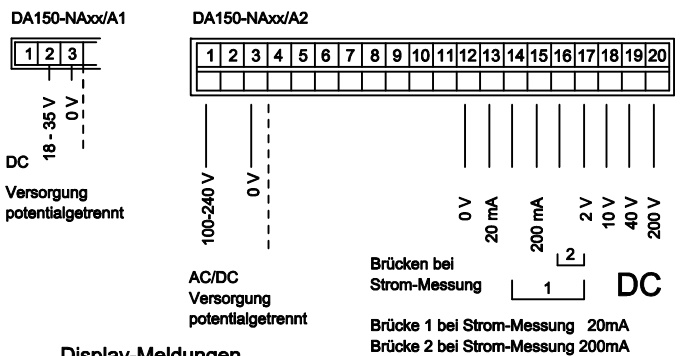 DA150-NAxx/A1
DA150-NAxx/A2
1 2 3
1 2 3 4 5 6 7 8 9 10 11 12 13 14 15 16 17 18 19 20
18 - 35 V
0 V
DC
Versorgung
potentialgetrennt
100-240 V
0 V
AC/DC
Versorgung
potentialgetrennt
0 V
20 mA
200 mA
2 V
10 V
40 V
200 V
Brücken bei
Strom-Messung
2
1
DC
Brücke 1 bei Strom-Messung 20mA
Brücke 2 bei Strom-Messung 200mA
Display-Meldungen